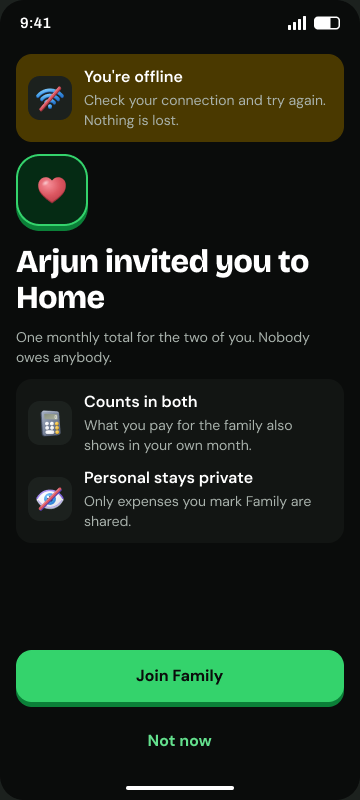 9:41
You're offline
Check your connection and try again.
Nothing is lost.
Arjun invited you to
Home
One monthly total for the two of you. Nobody
owes anybody.
Counts in both
What you pay for the family also
shows in your own month.
Personal stays private
Only expenses you mark Family are
shared.
Join Family
Not now